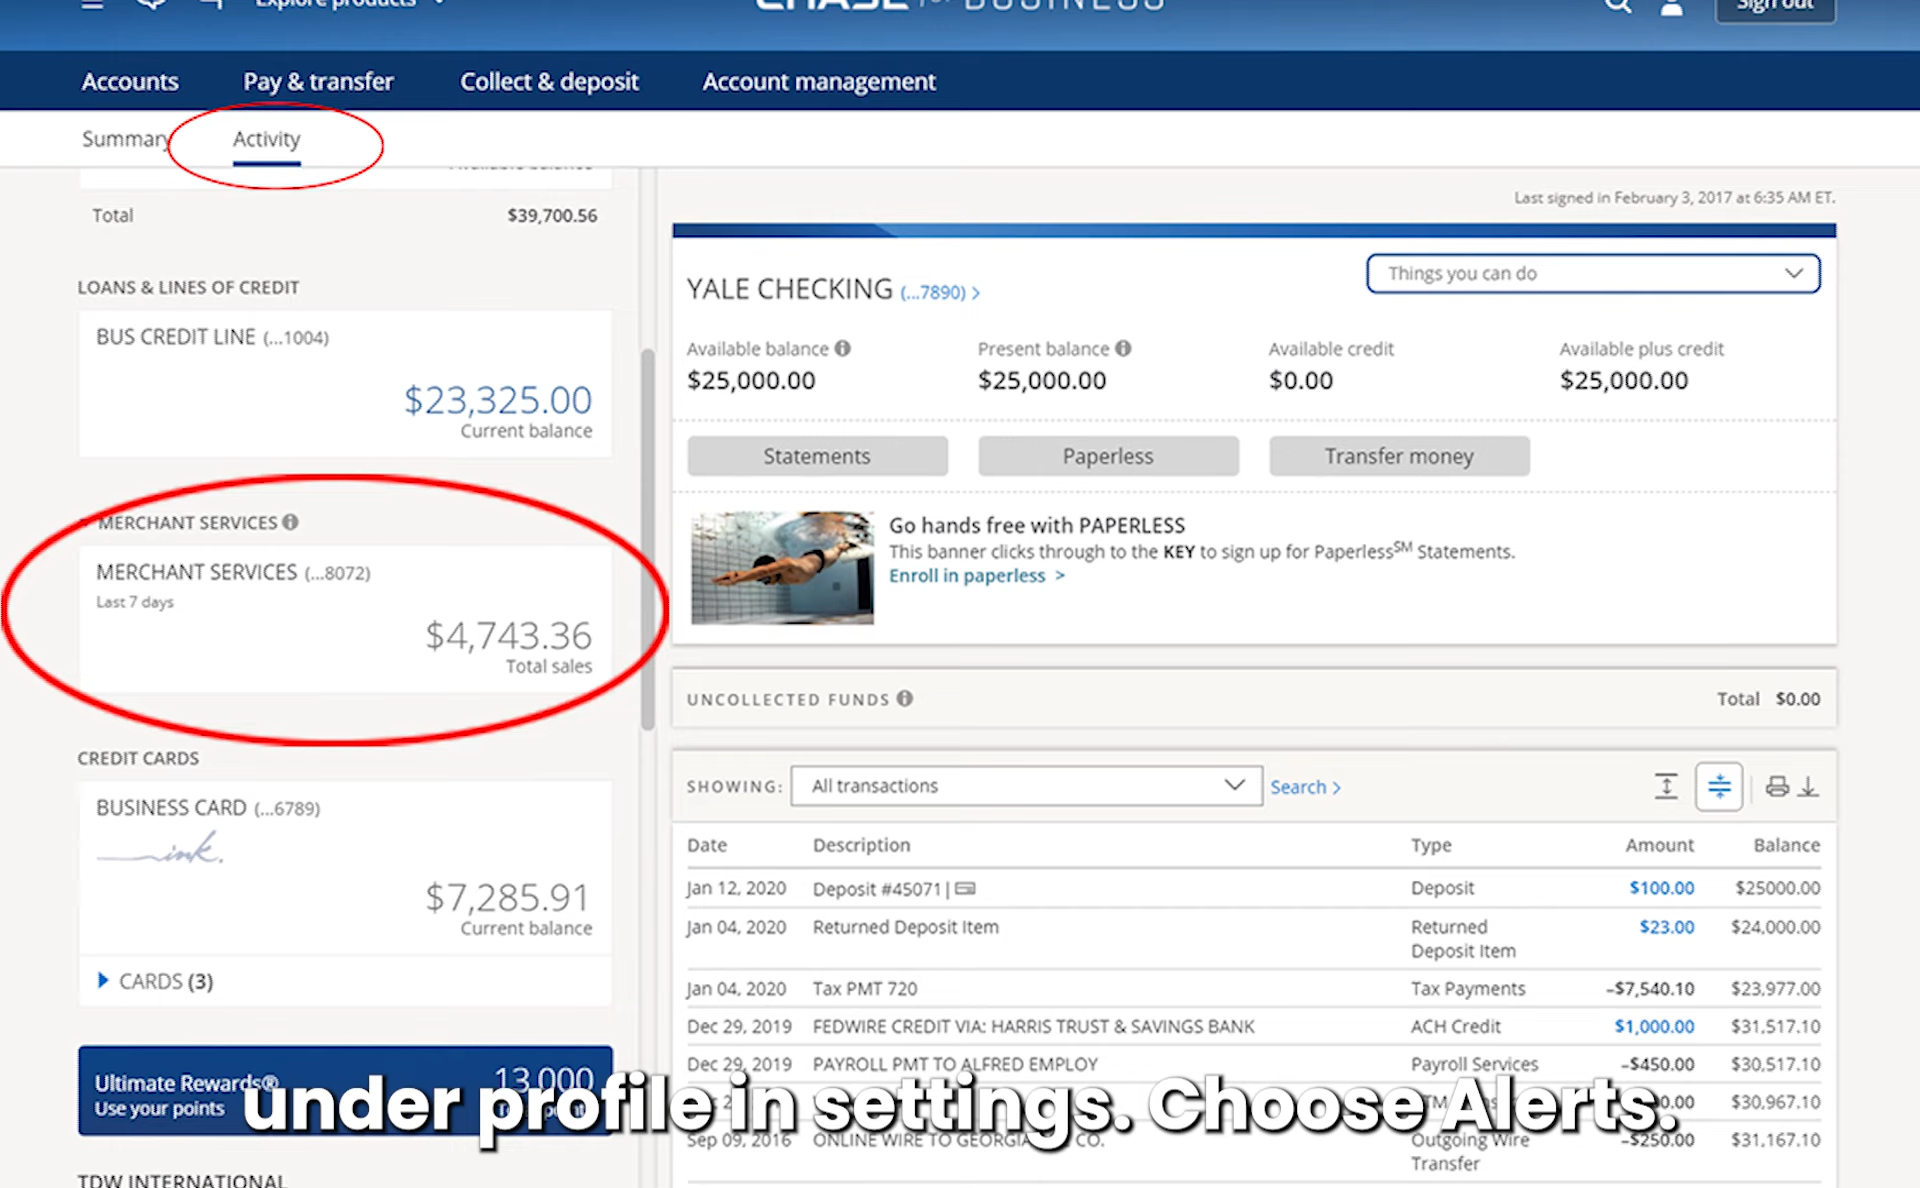 Explore products
CHASE for BUSINESS
Sign out
Accounts
Pay & transfer
Collect & deposit
Account management
Summary
Activity
Available balance
Total
$39,700.56
LOANS & LINES OF CREDIT
BUS CREDIT LINE (...1004)
$23,325.00
Current balance
MERCHANT SERVICES
MERCHANT SERVICES (...8072)
Last 7 days
$4,743.36
Total sales
CREDIT CARDS
BUSINESS CARD (...6789)
ink.
$7,285.91
Current balance
CARDS (3)
Ultimate Rewards®
13,000
Use your points
TDW INTERNATIONAL
Last signed in February 3, 2017 at 6:35 AM ET.
YALE CHECKING (...7890) >
Things you can do
Available balance
$25,000.00
Present balance
$25,000.00
Available credit
$0.00
Available plus credit
$25,000.00
Statements
Paperless
Transfer money
Go hands free with PAPERLESS
This banner clicks through to the KEY to sign up for Paperless℠ Statements.
Enroll in paperless >
UNCOLLECTED FUNDS
Total $0.00
SHOWING:
All transactions
Search >
Date Description Type Amount Balance
Jan 12, 2020 Deposit #45071 | Deposit $100.00 $25000.00
Jan 04, 2020 Returned Deposit Item Returned Deposit Item $23.00 $24,000.00
Jan 04, 2020 Tax PMT 720 Tax Payments –$7,540.10 $23,977.00
Dec 29, 2019 FEDWIRE CREDIT VIA: HARRIS TRUST & SAVINGS BANK ACH Credit $1,000.00 $31,517.10
Dec 29, 2019 PAYROLL PMT TO ALFRED EMPLOY Payroll Services –$450.00 $30,517.10
$30,967.10
Sep 09, 2016 ONLINE WIRE TO GEORGIA CO. Outgoing Wire Transfer –$250.00 $31,167.10
under profile in settings. Choose Alerts.